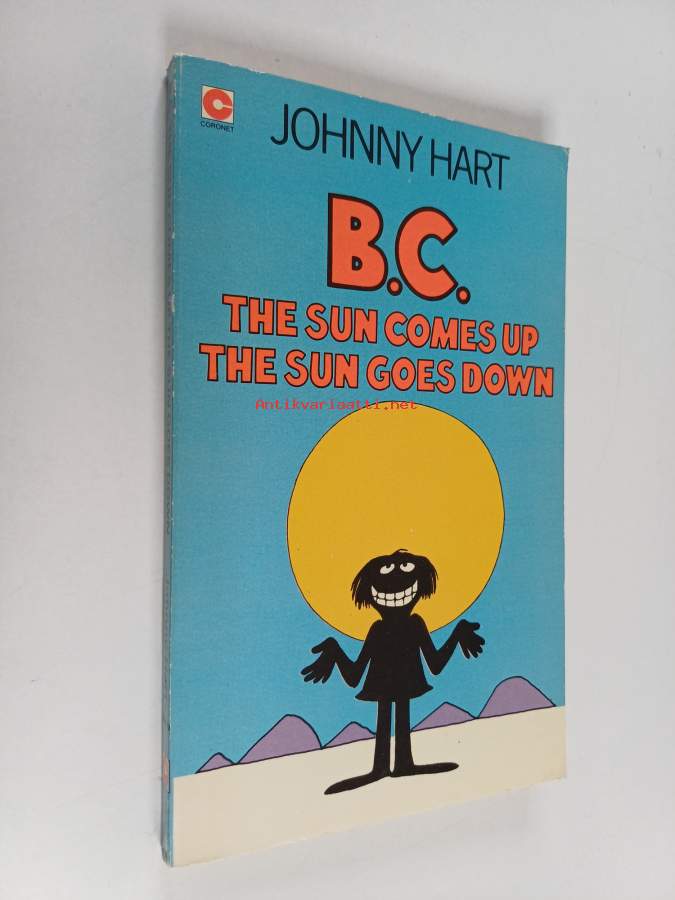 CORONET
JOHNNY HART
B.C.
THE SUN COMES UP
THE SUN GOES DOWN
Antikvariaatti.net